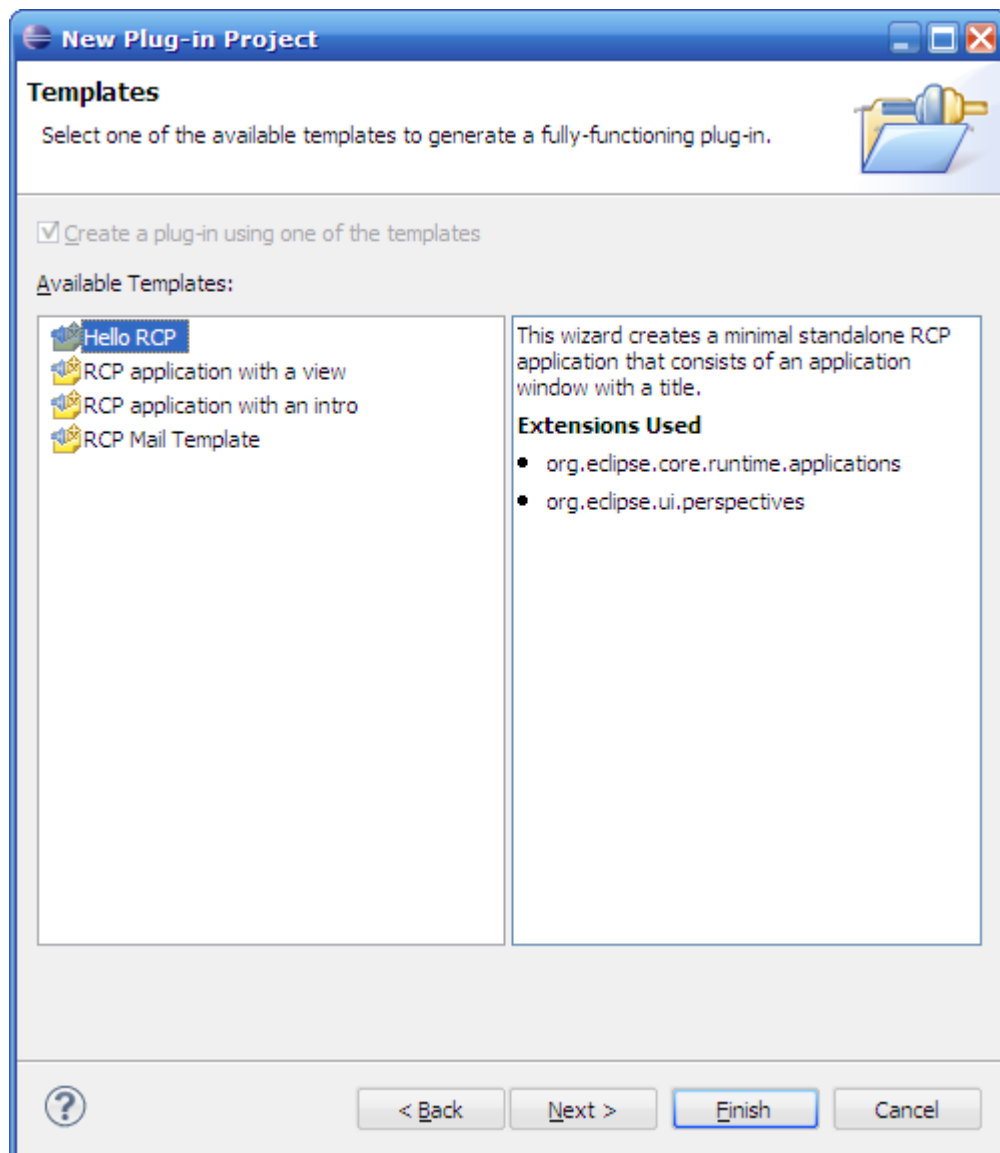 New Plug-in Project
Templates
Select one of the available templates to generate a fully-functioning plug-in.
Create a plug-in using one of the templates
Available Templates:
Hello RCP
RCP application with a view
RCP application with an intro
RCP Mail Template
This wizard creates a minimal standalone RCP
application that consists of an application
window with a title.
Extensions Used
• org.eclipse.core.runtime.applications
• org.eclipse.ui.perspectives
?
< Back
Next >
Finish
Cancel